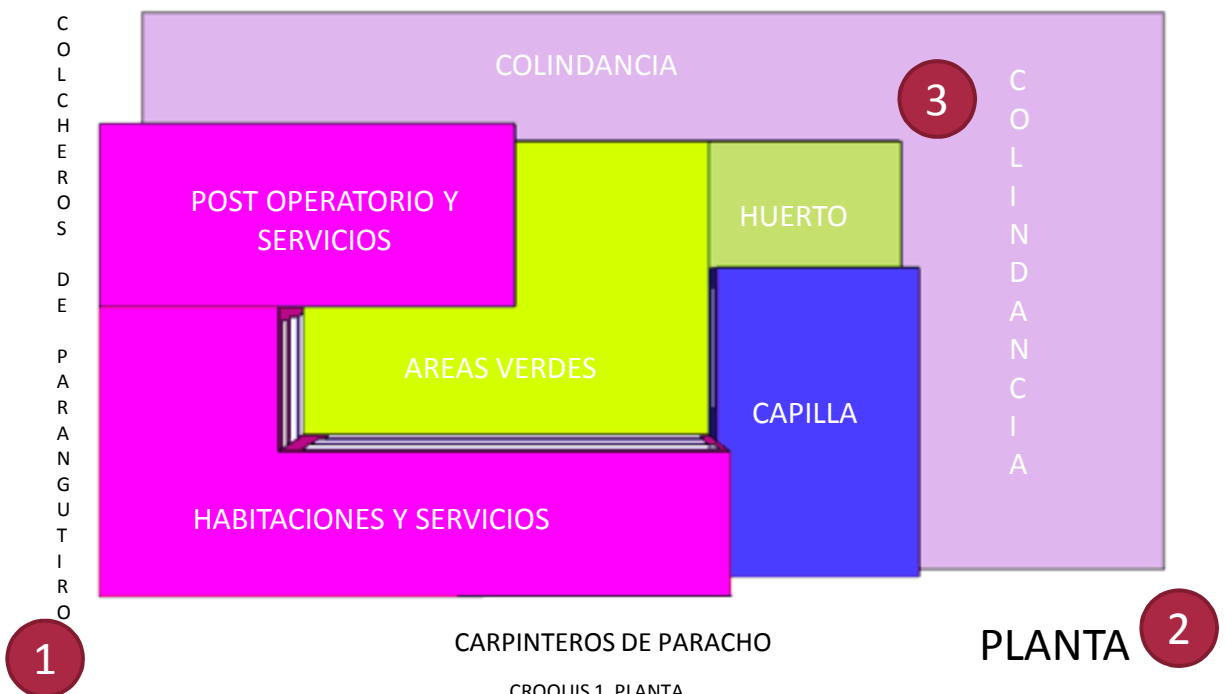 COLCHEROS DE PARANGUTIRO
COLINDANCIA
3
COLINDANCIA
POST OPERATORIO Y
SERVICIOS
HUERTO
AREAS VERDES
CAPILLA
HABITACIONES Y SERVICIOS
1
CARPINTEROS DE PARACHO
PLANTA
2
CROQUIS 1. PLANTA